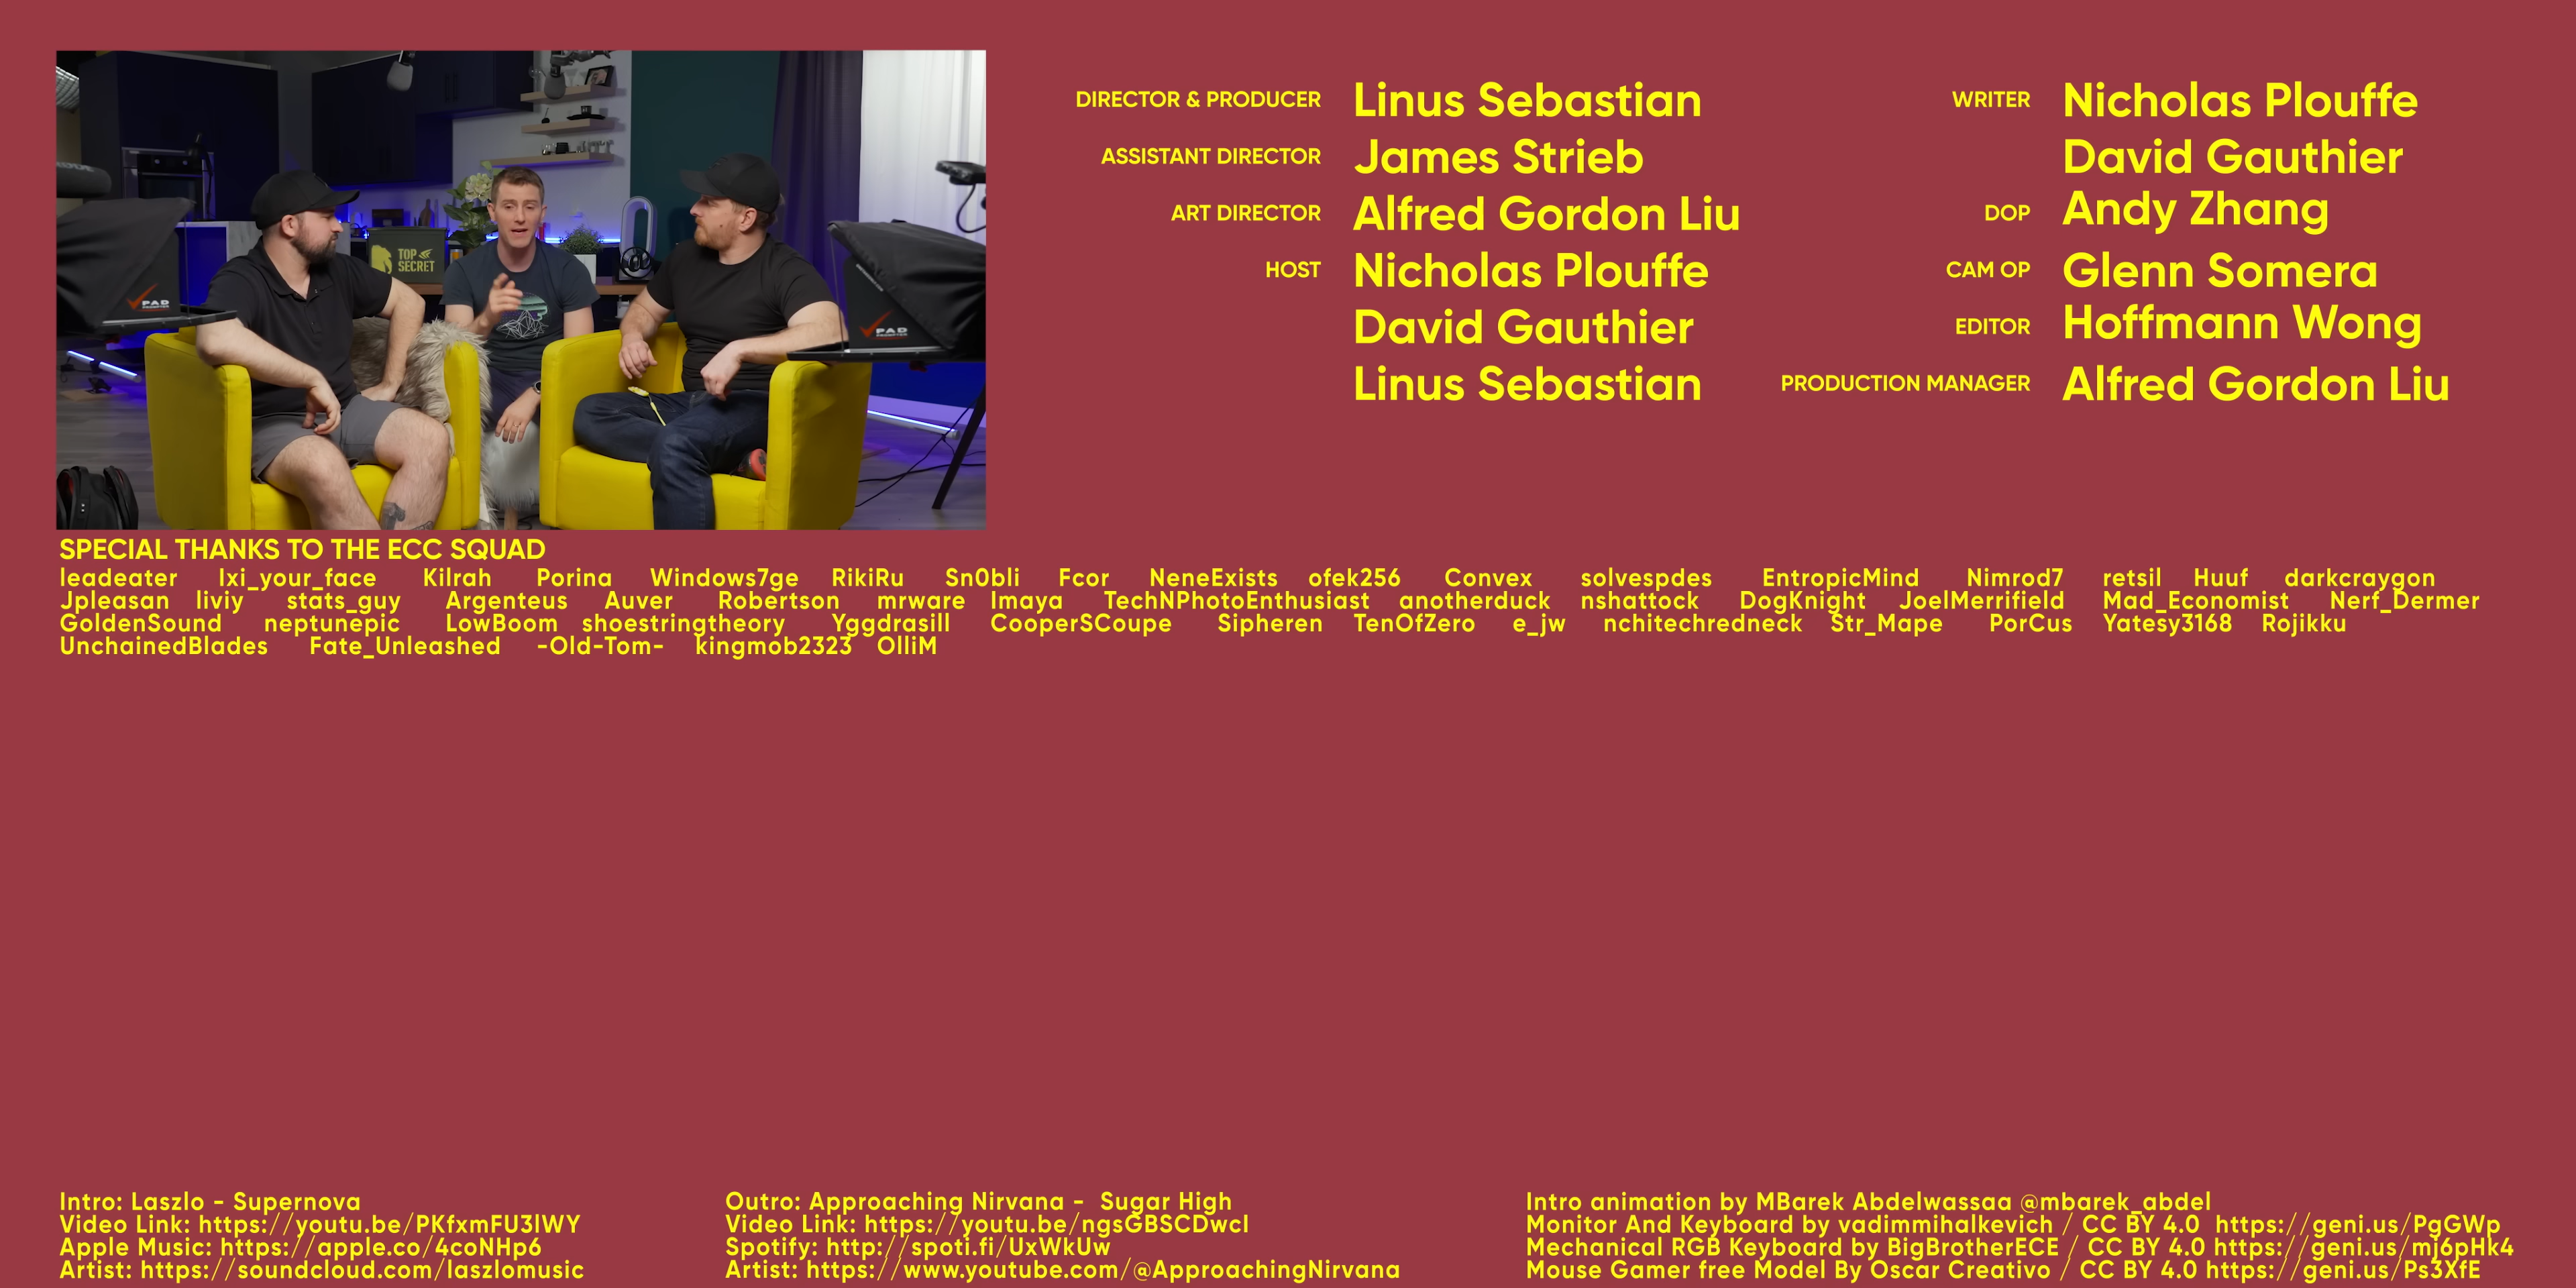 TOP SECRET
PAD
PAD
DIRECTOR & PRODUCER Linus Sebastian
ASSISTANT DIRECTOR James Strieb
ART DIRECTOR Alfred Gordon Liu
HOST Nicholas Plouffe
David Gauthier
Linus Sebastian
WRITER Nicholas Plouffe
David Gauthier
DOP Andy Zhang
CAM OP Glenn Somera
EDITOR Hoffmann Wong
PRODUCTION MANAGER Alfred Gordon Liu
SPECIAL THANKS TO THE ECC SQUAD
leadeater lxi_your_face Kilrah Porina Windows7ge RikiRu Sn0bli Fcor NeneExists ofek256 Convex solvespdes EntropicMind Nimrod7 retsil Huuf darkcraygon
Jpleasan liviy stats_guy Argenteus Auver Robertson mrware Imaya TechNPhotoEnthusiast anotherduck nshattock DogKnight JoelMerrifield Mad_Economist Nerf_Dermer
GoldenSound neptunepic LowBoom shoestringtheory Yggdrasill CooperSCoupe Sipheren TenOfZero e_jw nchitechredneck Str_Mape PorCus Yatesy3168 Rojikku
UnchainedBlades Fate_Unleashed -Old-Tom- kingmob2323 OlliM
Intro: Laszlo - Supernova
Video Link: https://youtu.be/PKfxmFU3lWY
Apple Music: https://apple.co/4coNHp6
Artist: https://soundcloud.com/laszlomusic
Outro: Approaching Nirvana - Sugar High
Video Link: https://youtu.be/ngsGBSCDwcI
Spotify: http://spoti.fi/UxWkUw
Artist: https://www.youtube.com/@ApproachingNirvana
Intro animation by MBarek Abdelwassaa @mbarek_abdel
Monitor And Keyboard by vadimmihalkevich / CC BY 4.0 https://geni.us/PgGWp
Mechanical RGB Keyboard by BigBrotherECE / CC BY 4.0 https://geni.us/mj6pHk4
Mouse Gamer free Model By Oscar Creativo / CC BY 4.0 https://geni.us/Ps3XfE